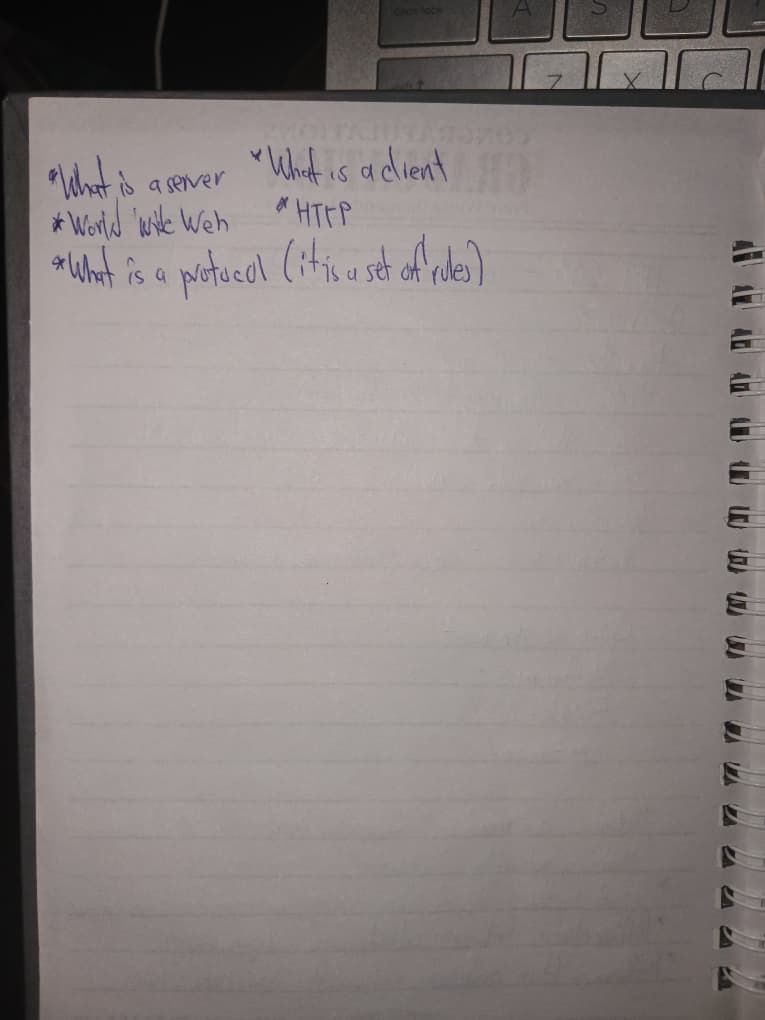 A S D
Z X C
*What is a server *What is a client
*World wide Web *HTTP
*What is a protocol (it is a set of rules)